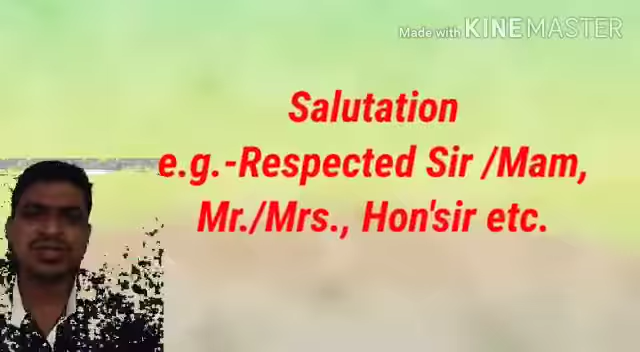 Made with KINEMASTER
Salutation
e.g.-Respected Sir /Mam,
Mr./Mrs., Hon'sir etc.